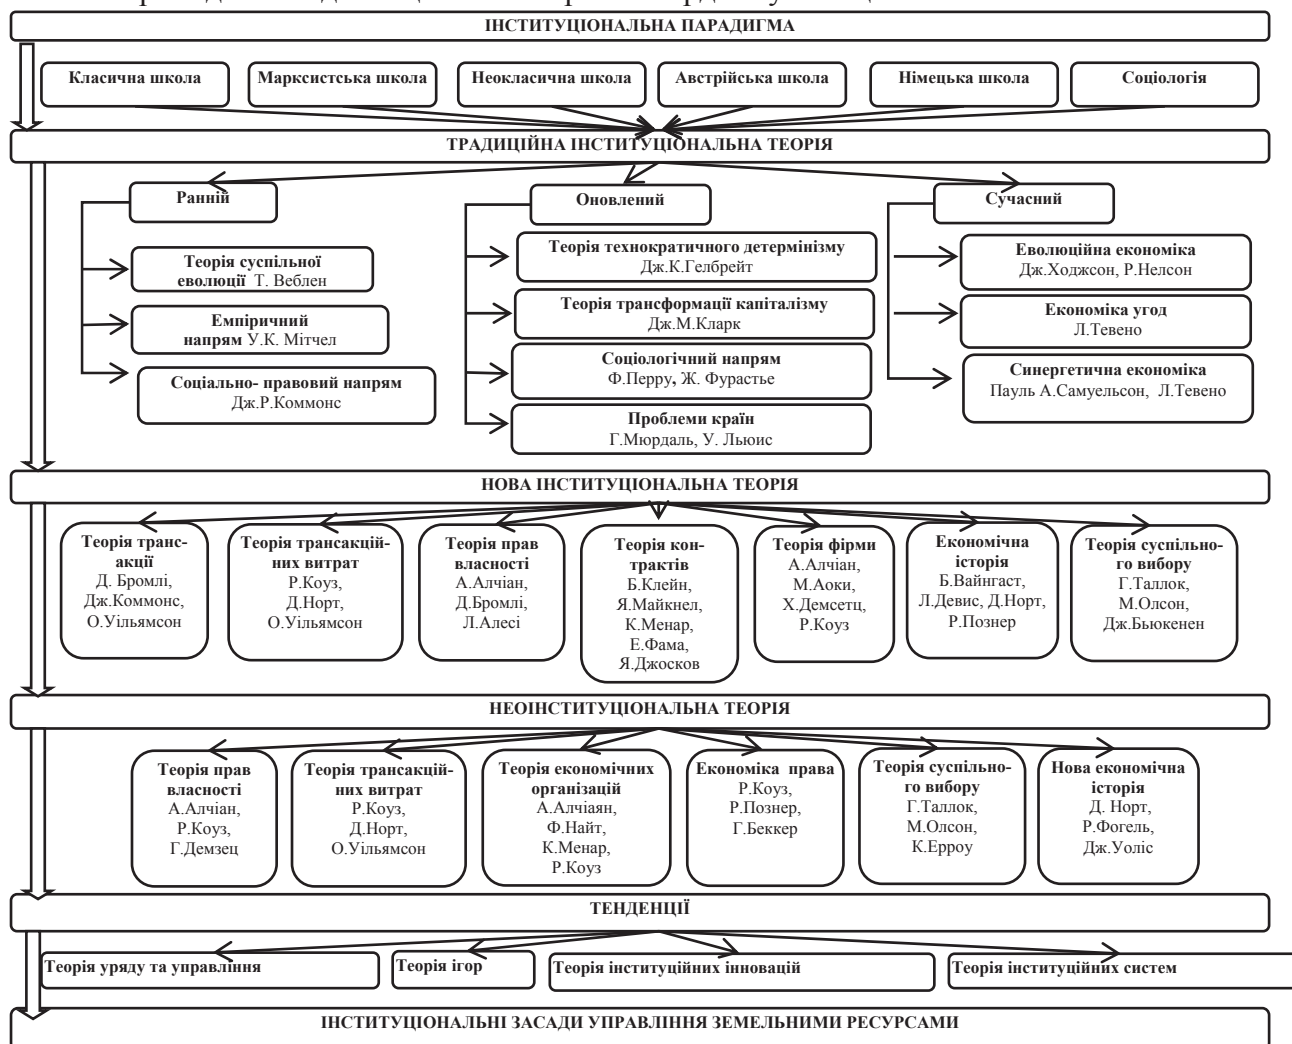 ІНСТИТУЦІОНАЛЬНА ПАРАДИГМА
Класична школа
Марксистська школа
Неокласична школа
Австрійська школа
Німецька школа
Соціологія
ТРАДИЦІЙНА ІНСТИТУЦІОНАЛЬНА ТЕОРІЯ
Ранній
Теорія суспільної
еволюції Т. Веблен
Емпіричний
напрям У.К. Мітчел
Соціально- правовий напрям
Дж.Р.Коммонс
Оновлений
Теорія технократичного детермінізму
Дж.К.Гелбрейт
Теорія трансформації капіталізму
Дж.М.Кларк
Соціологічний напрям
Ф.Перру, Ж. Фурастье
Проблеми країн
Г.Мюрдаль, У. Льюис
Сучасний
Еволюційна економіка
Дж.Ходжсон, Р.Нелсон
Економіка угод
Л.Тевено
Синергетична економіка
Пауль А.Самуельсон, Л.Тевено
НОВА ІНСТИТУЦІОНАЛЬНА ТЕОРІЯ
Теорія транс-
акції
Д. Бромлі,
Дж.Коммонс,
О.Уільямсон
Теорія трансакцій-
них витрат
Р.Коуз,
Д.Норт,
О.Уільямсон
Теорія прав
власності
А.Алчіан,
Д.Бромлі,
Л.Алесі
Теорія кон-
трактів
Б.Клейн,
Я.Майкнел,
К.Менар,
Е.Фама,
Я.Джосков
Теорія фірми
А.Алчіан,
М.Аоки,
Х.Демсетц,
Р.Коуз
Економічна
історія
Б.Вайнгаст,
Л.Девис, Д.Норт,
Р.Познер
Теорія суспільно-
го вибору
Г.Таллок,
М.Олсон,
Дж.Бьюкенен
НЕОІНСТИТУЦІОНАЛЬНА ТЕОРІЯ
Теорія прав
власності
А.Алчіан,
Р.Коуз,
Г.Демзец
Теорія трансакцій-
них витрат
Р.Коуз,
Д.Норт,
О.Уільямсон
Теорія економічних
організацій
А.Алчіаян,
Ф.Найт,
К.Менар,
Р.Коуз
Економіка права
Р.Коуз,
Р.Познер,
Г.Беккер
Теорія суспільно-
го вибору
Г.Таллок,
М.Олсон,
К.Ерроу
Нова економічна
історія
Д. Норт,
Р.Фогель,
Дж.Уоліс
ТЕНДЕНЦІЇ
Теорія уряду та управління
Теорія ігор
Теорія інституційних інновацій
Теорія інституційних систем
ІНСТИТУЦІОНАЛЬНІ ЗАСАДИ УПРАВЛІННЯ ЗЕМЕЛЬНИМИ РЕСУРСАМИ